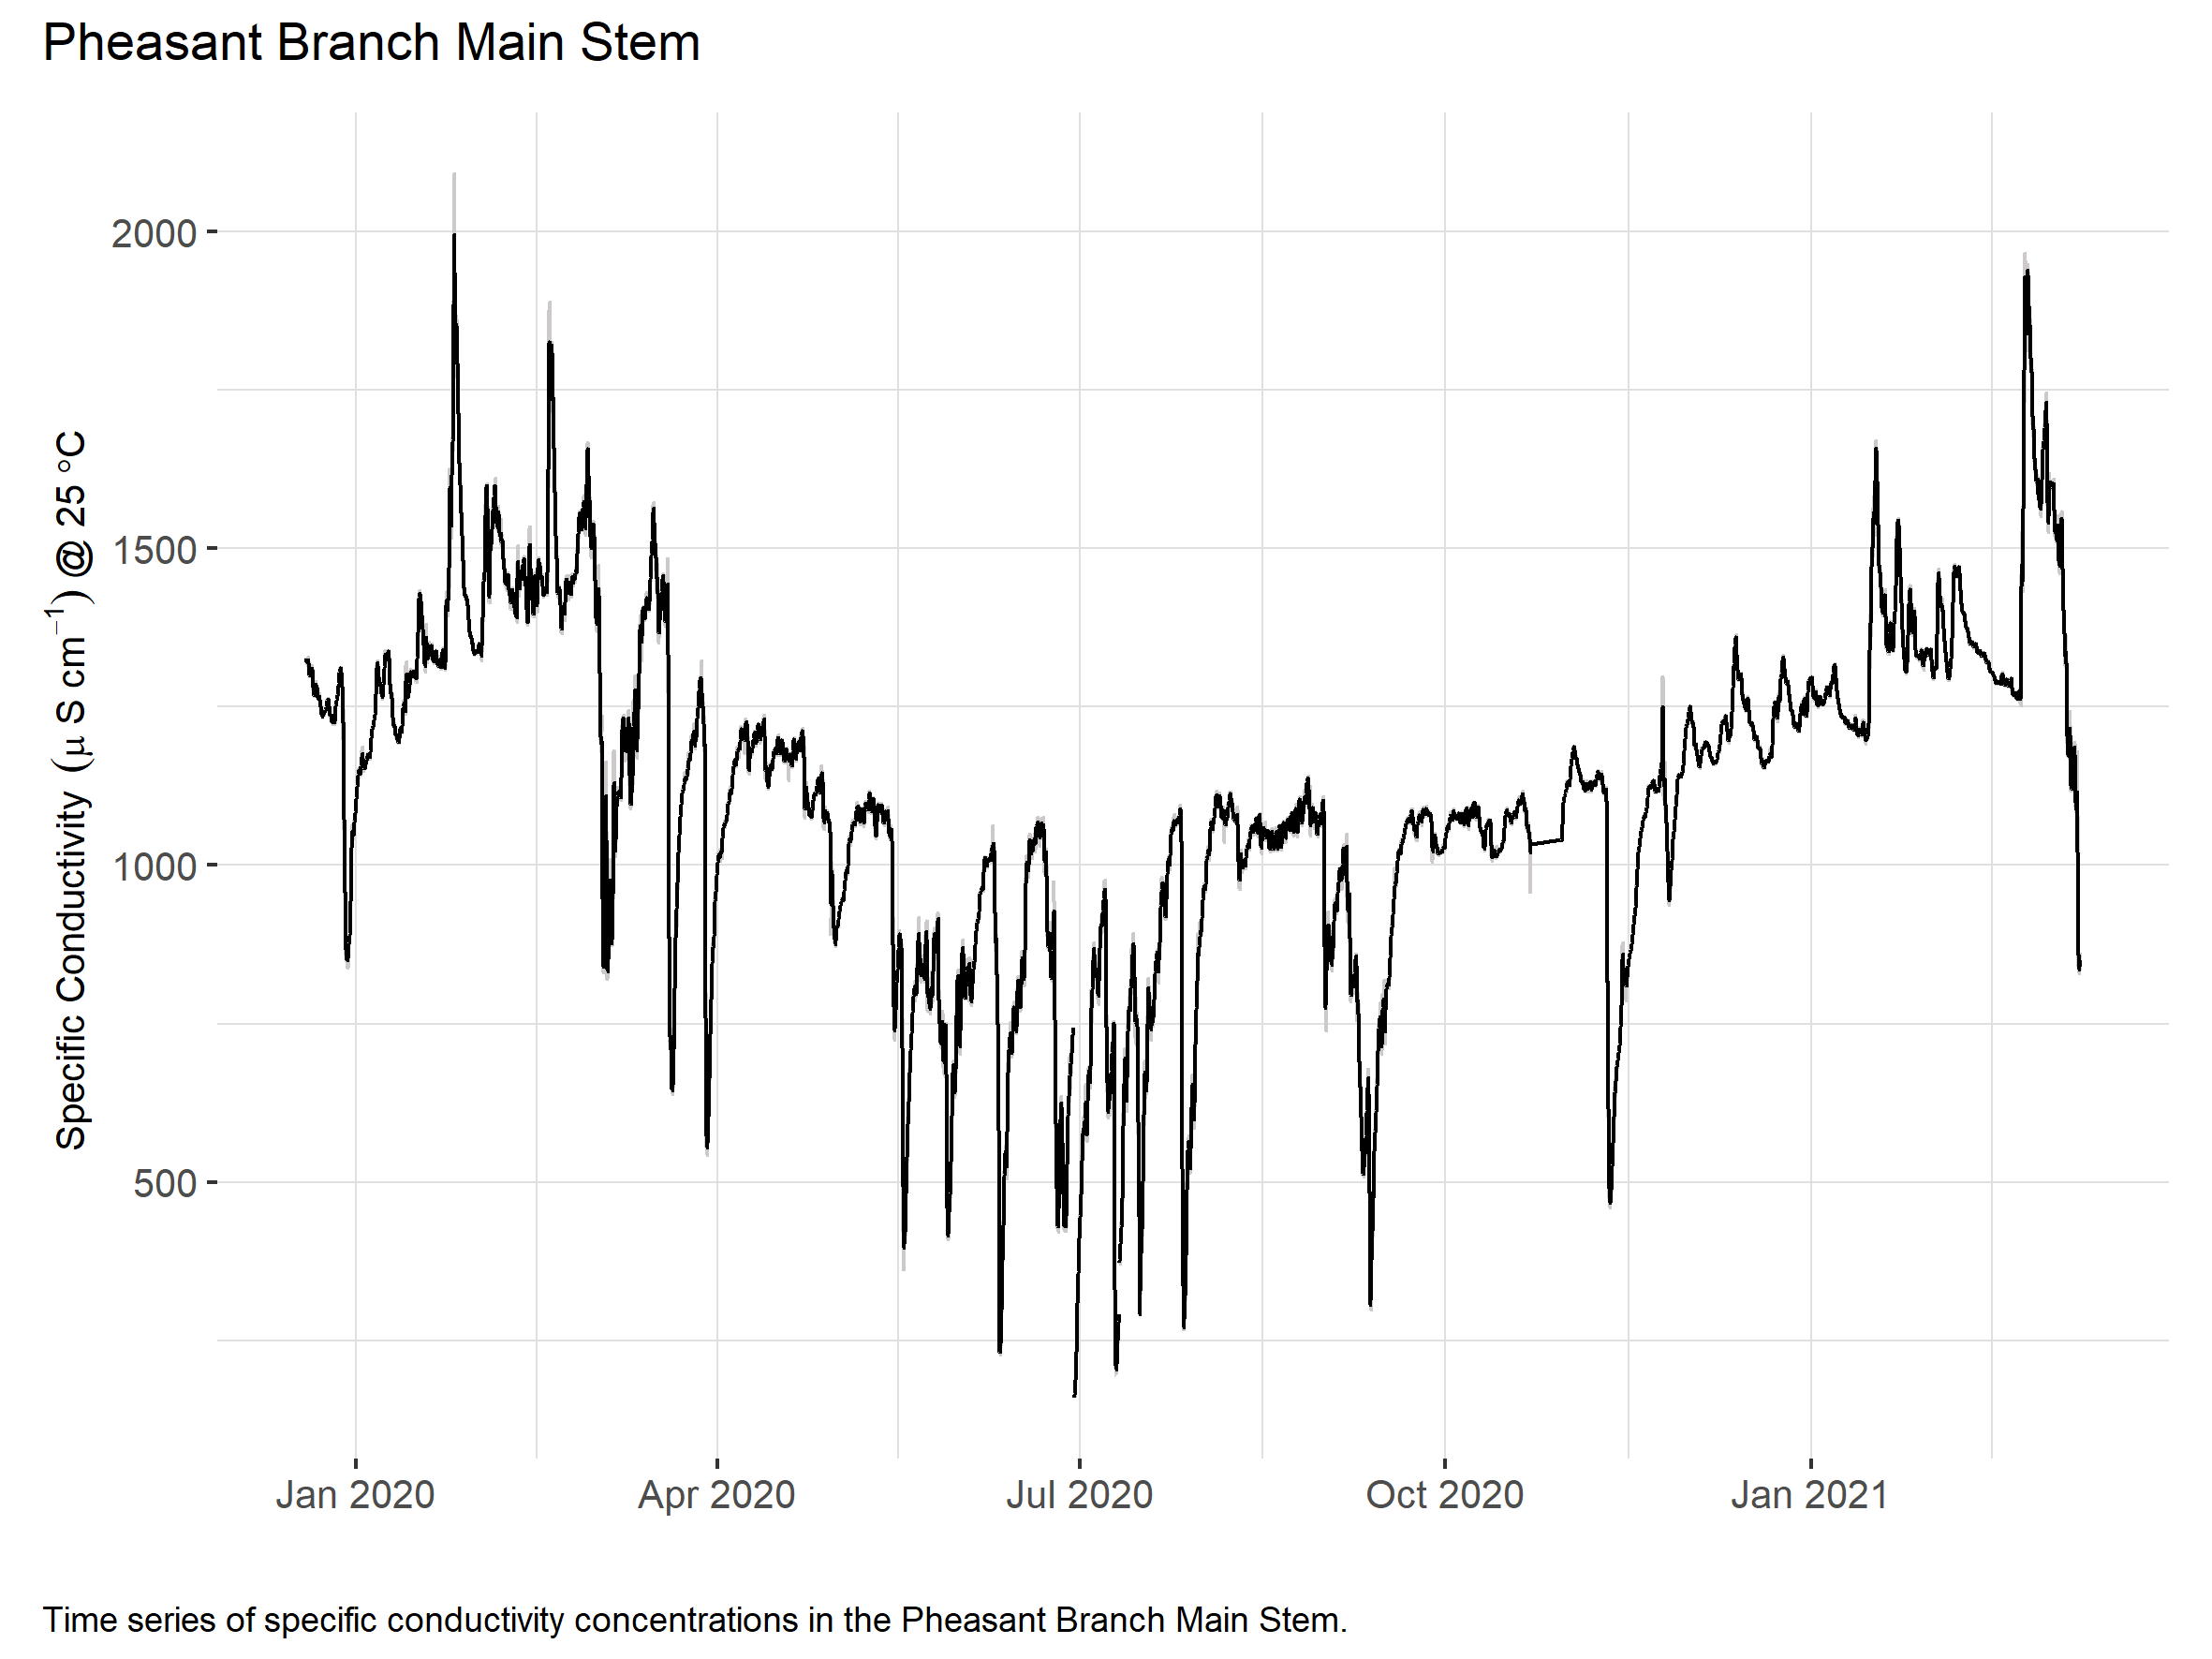 Pheasant Branch Main Stem
Specific Conductivity (μ S cm⁻¹) @ 25 °C
2000
1500
1000
500
Jan 2020 Apr 2020 Jul 2020 Oct 2020 Jan 2021
Time series of specific conductivity concentrations in the Pheasant Branch Main Stem.